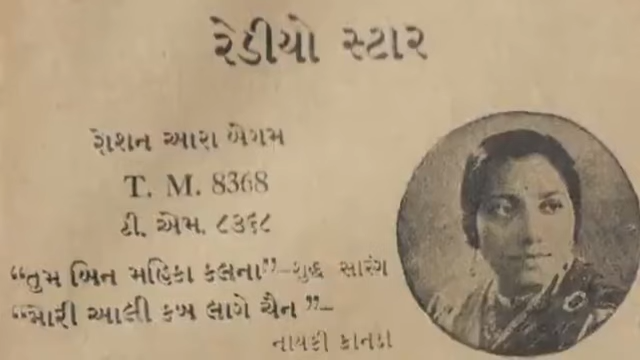 રેડીયો સ્ટાર
રોશન આરા બેગમ
T. M. 8368
ટી. એમ. ૮૩૬૮
“તુમ બિન મહિકા કલના”–શુદ્ધ સારંગ
“મોરી આલી કબ લાગે ચૈન ”–
નાયકી કાનડા